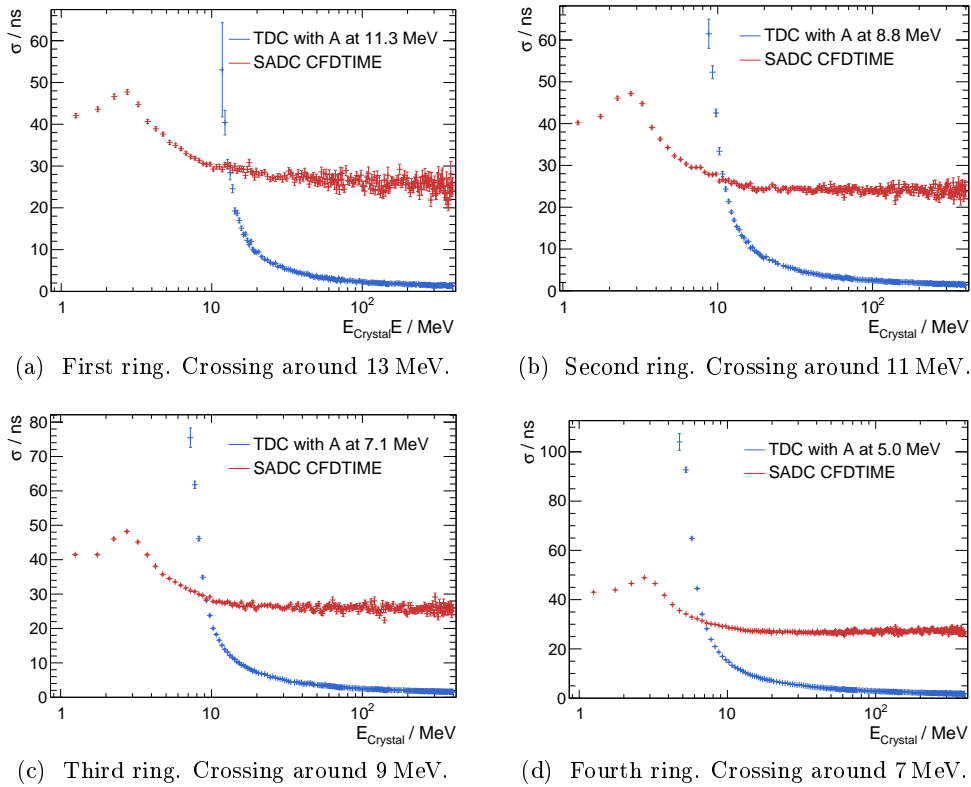 σ / ns
60
50
40
30
20
10
0
TDC with A at 11.3 MeV
SADC CFDTIME
1
10
10²
E_Crystal E / MeV
(a) First ring. Crossing around 13 MeV.
σ / ns
60
50
40
30
20
10
0
TDC with A at 8.8 MeV
SADC CFDTIME
1
10
10²
E_Crystal / MeV
(b) Second ring. Crossing around 11 MeV.
σ / ns
80
70
60
50
40
30
20
10
0
TDC with A at 7.1 MeV
SADC CFDTIME
1
10
10²
E_Crystal / MeV
(c) Third ring. Crossing around 9 MeV.
σ / ns
100
80
60
40
20
0
TDC with A at 5.0 MeV
SADC CFDTIME
1
10
10²
E_Crystal / MeV
(d) Fourth ring. Crossing around 7 MeV.